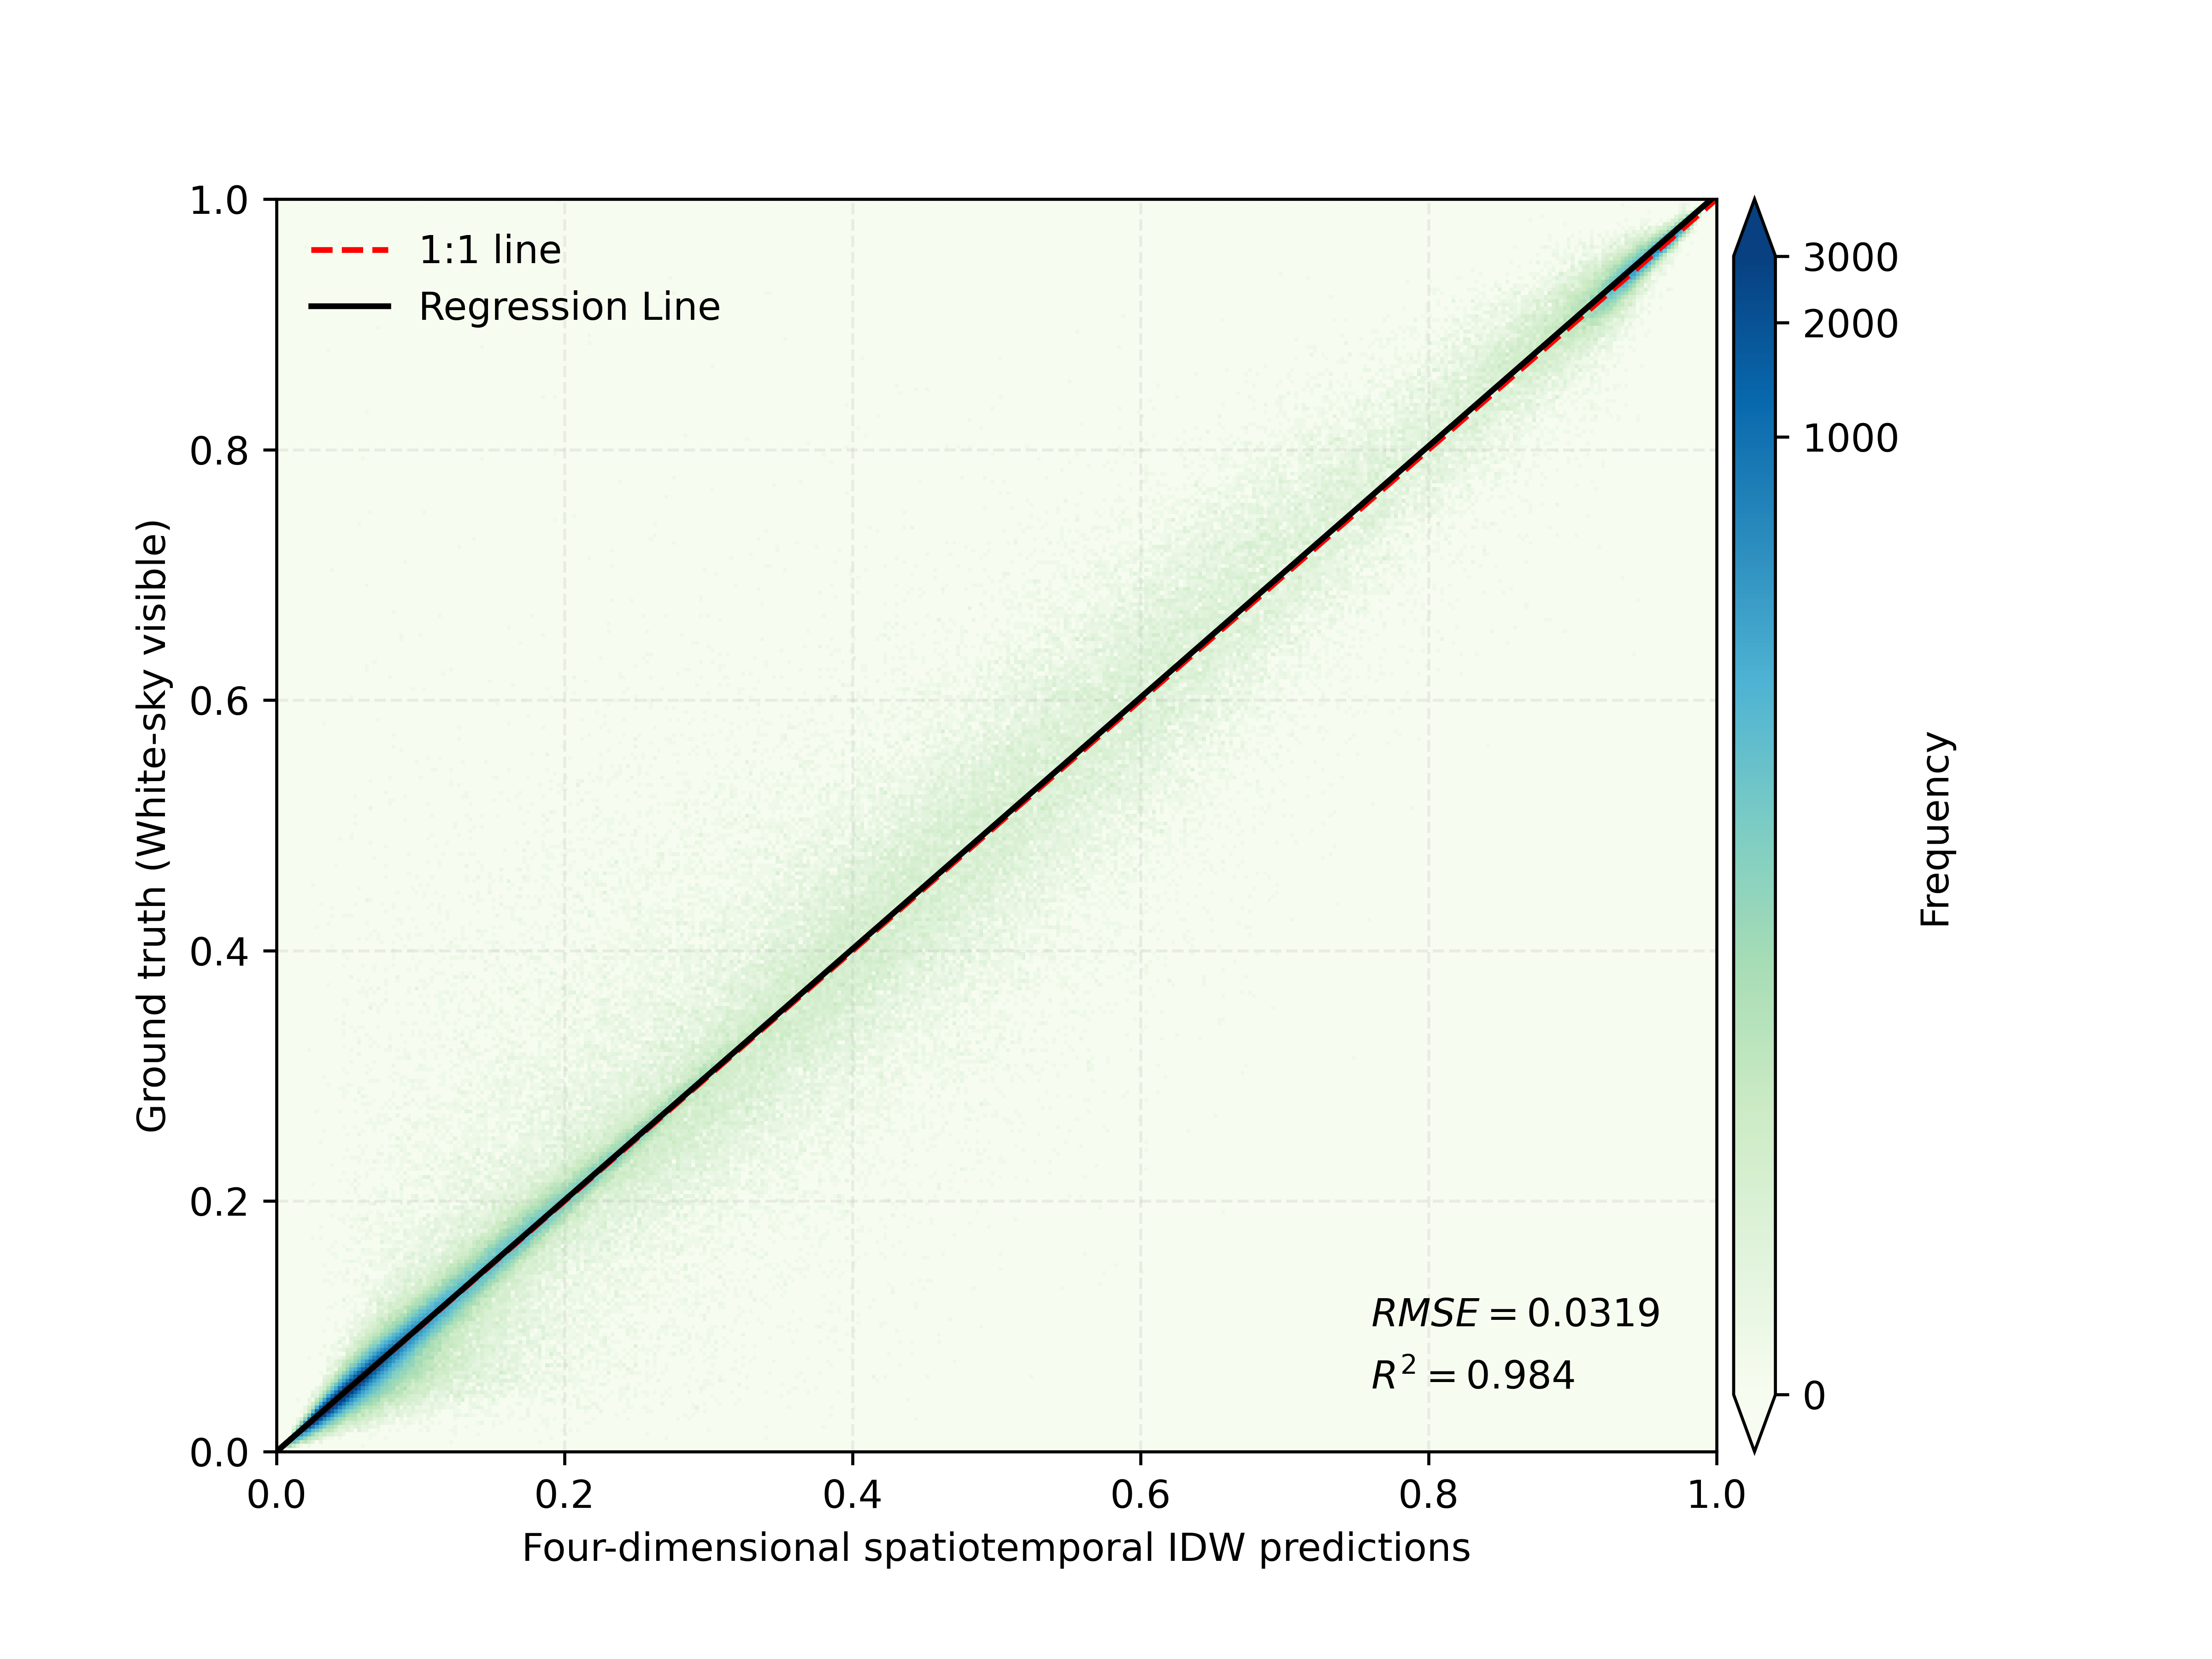 1:1 line
Regression Line
1.0
0.8
0.6
0.4
0.2
0.0
Ground truth (White-sky visible)
0.0 0.2 0.4 0.6 0.8 1.0
Four-dimensional spatiotemporal IDW predictions
RMSE = 0.0319
R² = 0.984
3000
2000
1000
0
Frequency